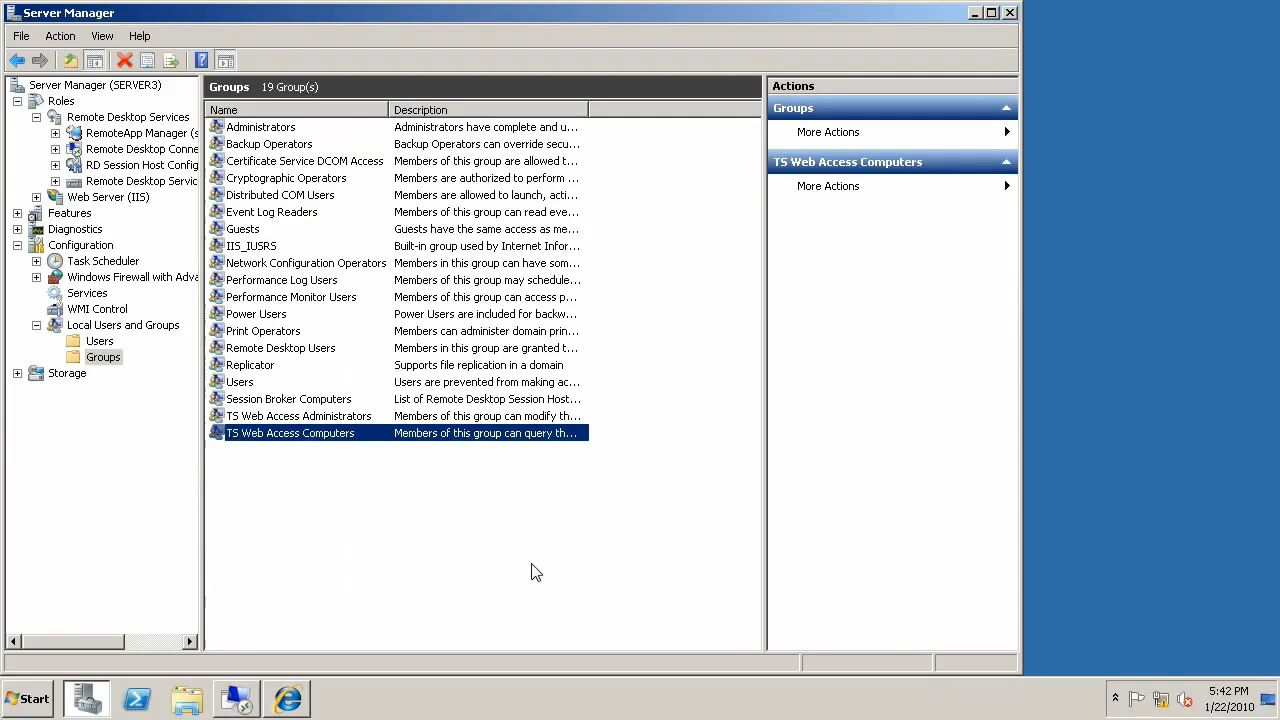 Server Manager
File Action View Help
Server Manager (SERVER3)
Roles
Remote Desktop Services
RemoteApp Manager (s
Remote Desktop Conne
RD Session Host Config
Remote Desktop Servic
Web Server (IIS)
Features
Diagnostics
Configuration
Task Scheduler
Windows Firewall with Adva
Services
WMI Control
Local Users and Groups
Users
Groups
Storage
Groups 19 Group(s)
Name Description
Administrators Administrators have complete and u...
Backup Operators Backup Operators can override secu...
Certificate Service DCOM Access Members of this group are allowed t...
Cryptographic Operators Members are authorized to perform ...
Distributed COM Users Members are allowed to launch, acti...
Event Log Readers Members of this group can read eve...
Guests Guests have the same access as me...
IIS_IUSRS Built-in group used by Internet Infor...
Network Configuration Operators Members in this group can have som...
Performance Log Users Members of this group may schedule...
Performance Monitor Users Members of this group can access p...
Power Users Power Users are included for backw...
Print Operators Members can administer domain prin...
Remote Desktop Users Members in this group are granted t...
Replicator Supports file replication in a domain
Users Users are prevented from making ac...
Session Broker Computers List of Remote Desktop Session Host...
TS Web Access Administrators Members of this group can modify th...
TS Web Access Computers Members of this group can query th...
Actions
Groups
More Actions
TS Web Access Computers
More Actions
Start
5:42 PM
1/22/2010